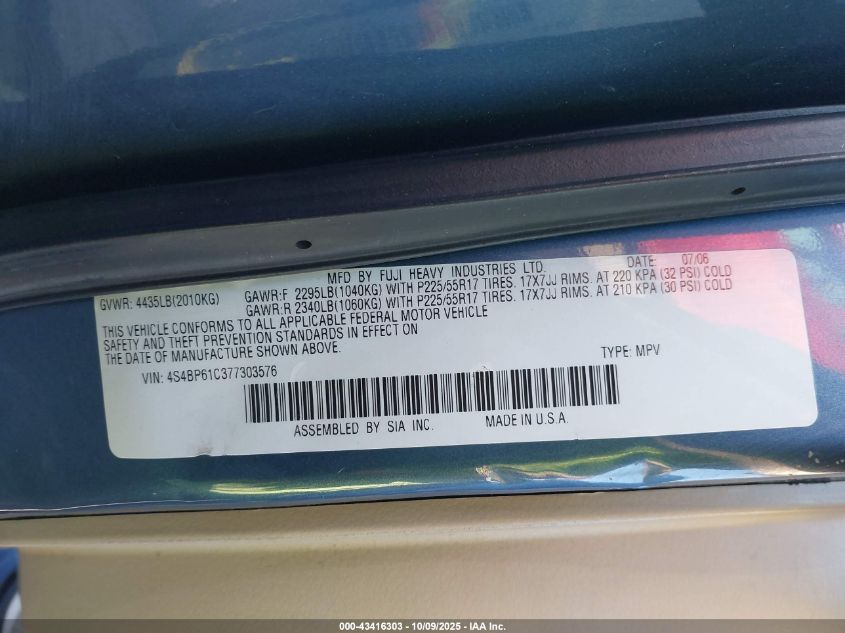 MFD BY FUJI HEAVY INDUSTRIES LTD. DATE: 07/06
GVWR: 4435LB(2010KG) GAWR:F 2295LB(1040KG) WITH P225/55R17 TIRES. 17X7JJ RIMS. AT 220 KPA (32 PSI) COLD
GAWR:R 2340LB(1060KG) WITH P225/55R17 TIRES. 17X7JJ RIMS. AT 210 KPA (30 PSI) COLD
THIS VEHICLE CONFORMS TO ALL APPLICABLE FEDERAL MOTOR VEHICLE
SAFETY AND THEFT PREVENTION STANDARDS IN EFFECT ON
THE DATE OF MANUFACTURE SHOWN ABOVE.
VIN: 4S4BP61C377303576 TYPE: MPV
ASSEMBLED BY SIA INC. MADE IN U.S.A.
000-43416303 - 10/09/2025 - IAA Inc.